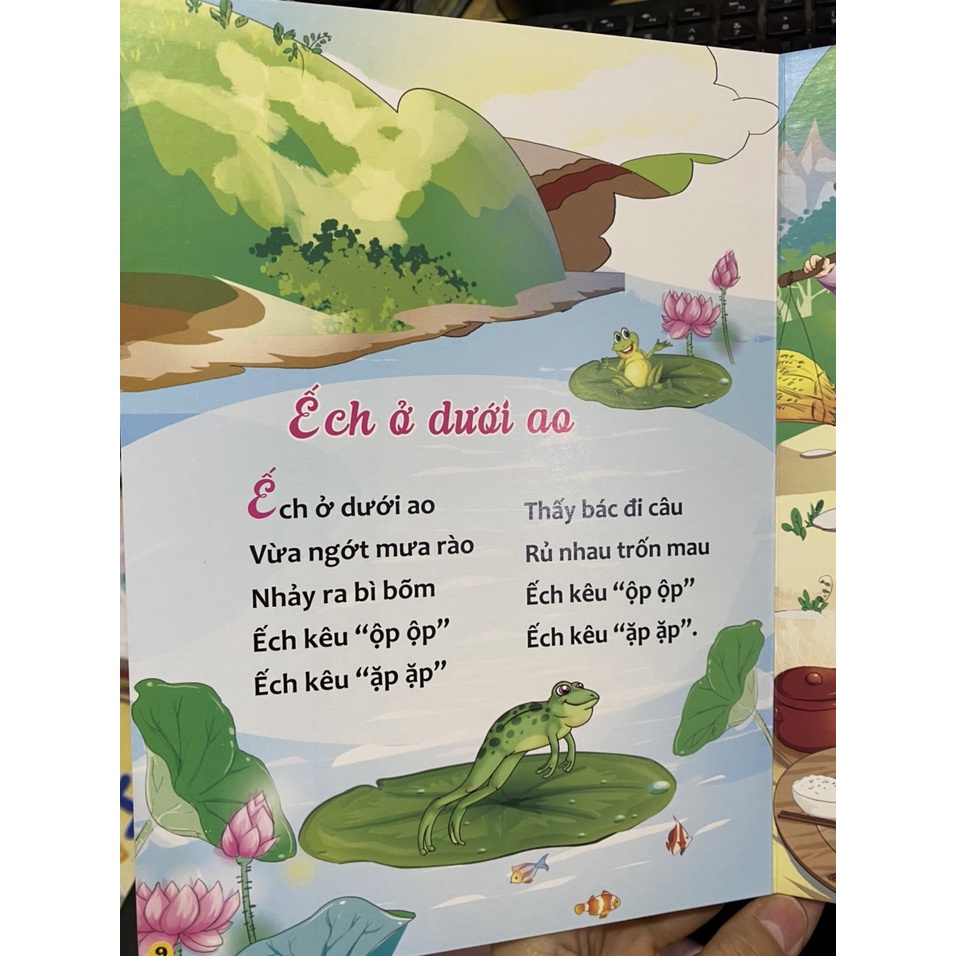 Ếch ở dưới ao
Ếch ở dưới ao
Vừa ngớt mưa rào
Nhảy ra bì bõm
Ếch kêu “ộp ộp”
Ếch kêu “ặp ặp”
Thấy bác đi câu
Rủ nhau trốn mau
Ếch kêu “ộp ộp”
Ếch kêu “ặp ặp”.
9